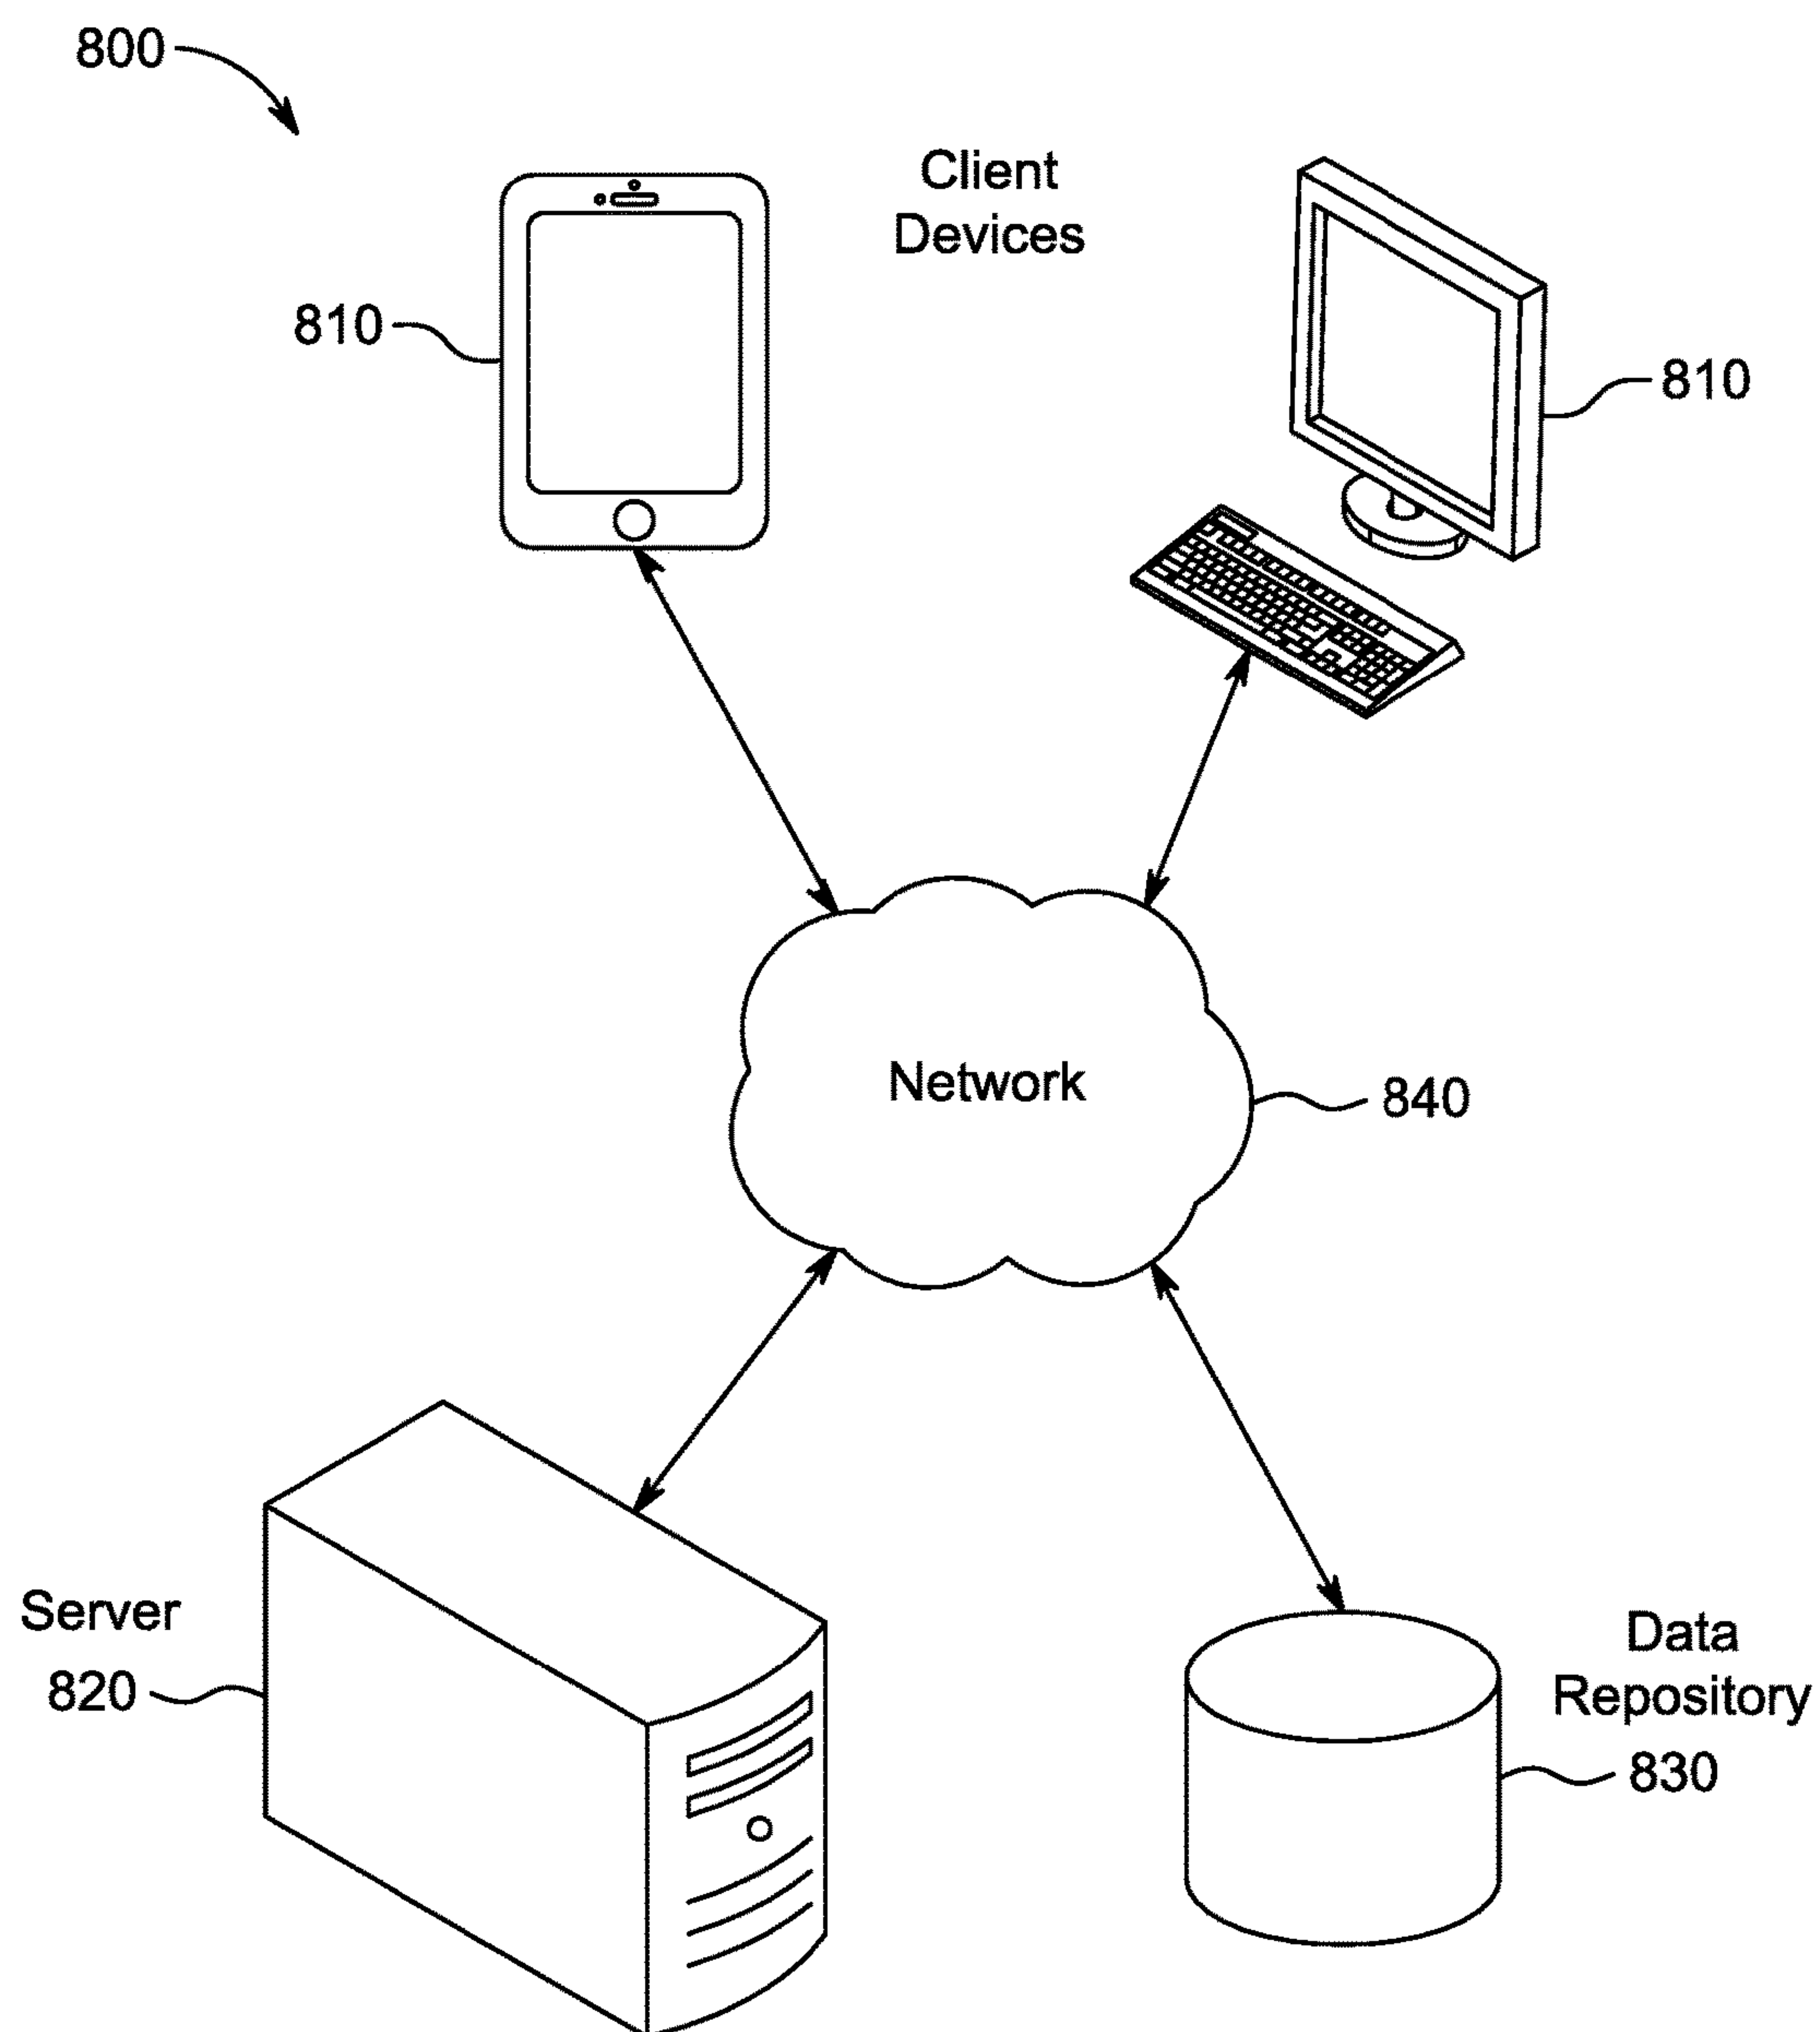 800
Client
Devices
810
810
Network
840
Server
820
Data
Repository
830